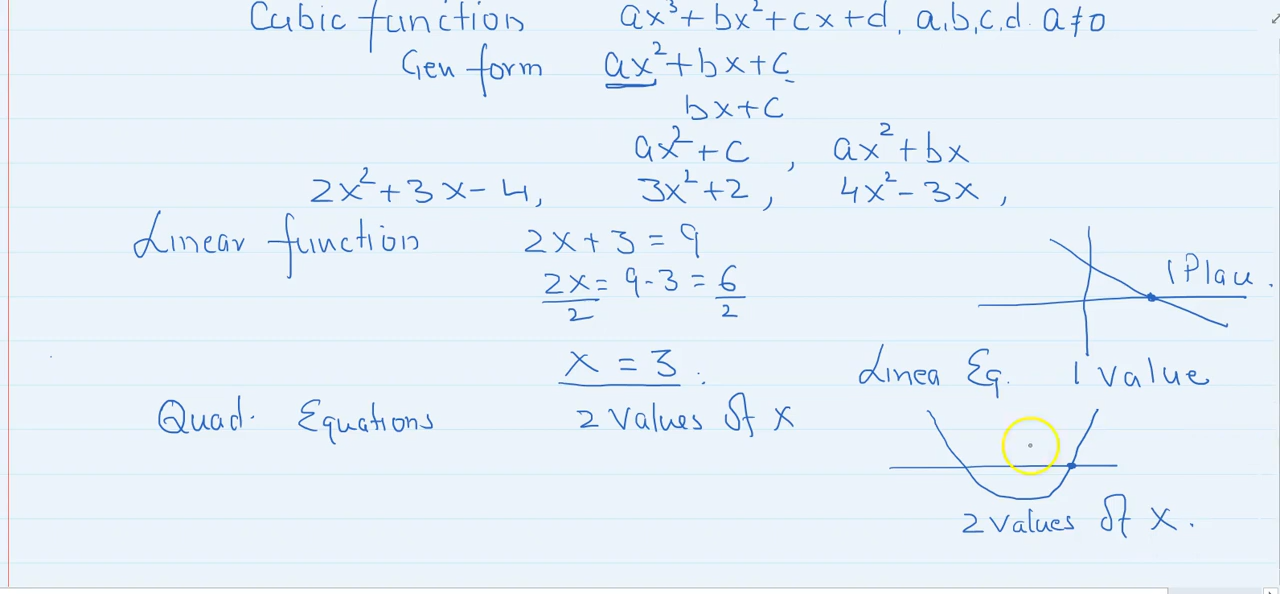 Cubic function ax³ + bx² + cx + d, a,b,c,d. a≠0
Gen form ax² + bx + c
bx + c
ax² + c , ax² + bx
2x² + 3x - 4, 3x² + 2, 4x² - 3x,
Linear function 2x + 3 = 9
2x/2 = 9 - 3 = 6/2
1 Place.
x = 3.
Linea Eq. 1 value
Quad. Equations 2 values of x
2 values of x.